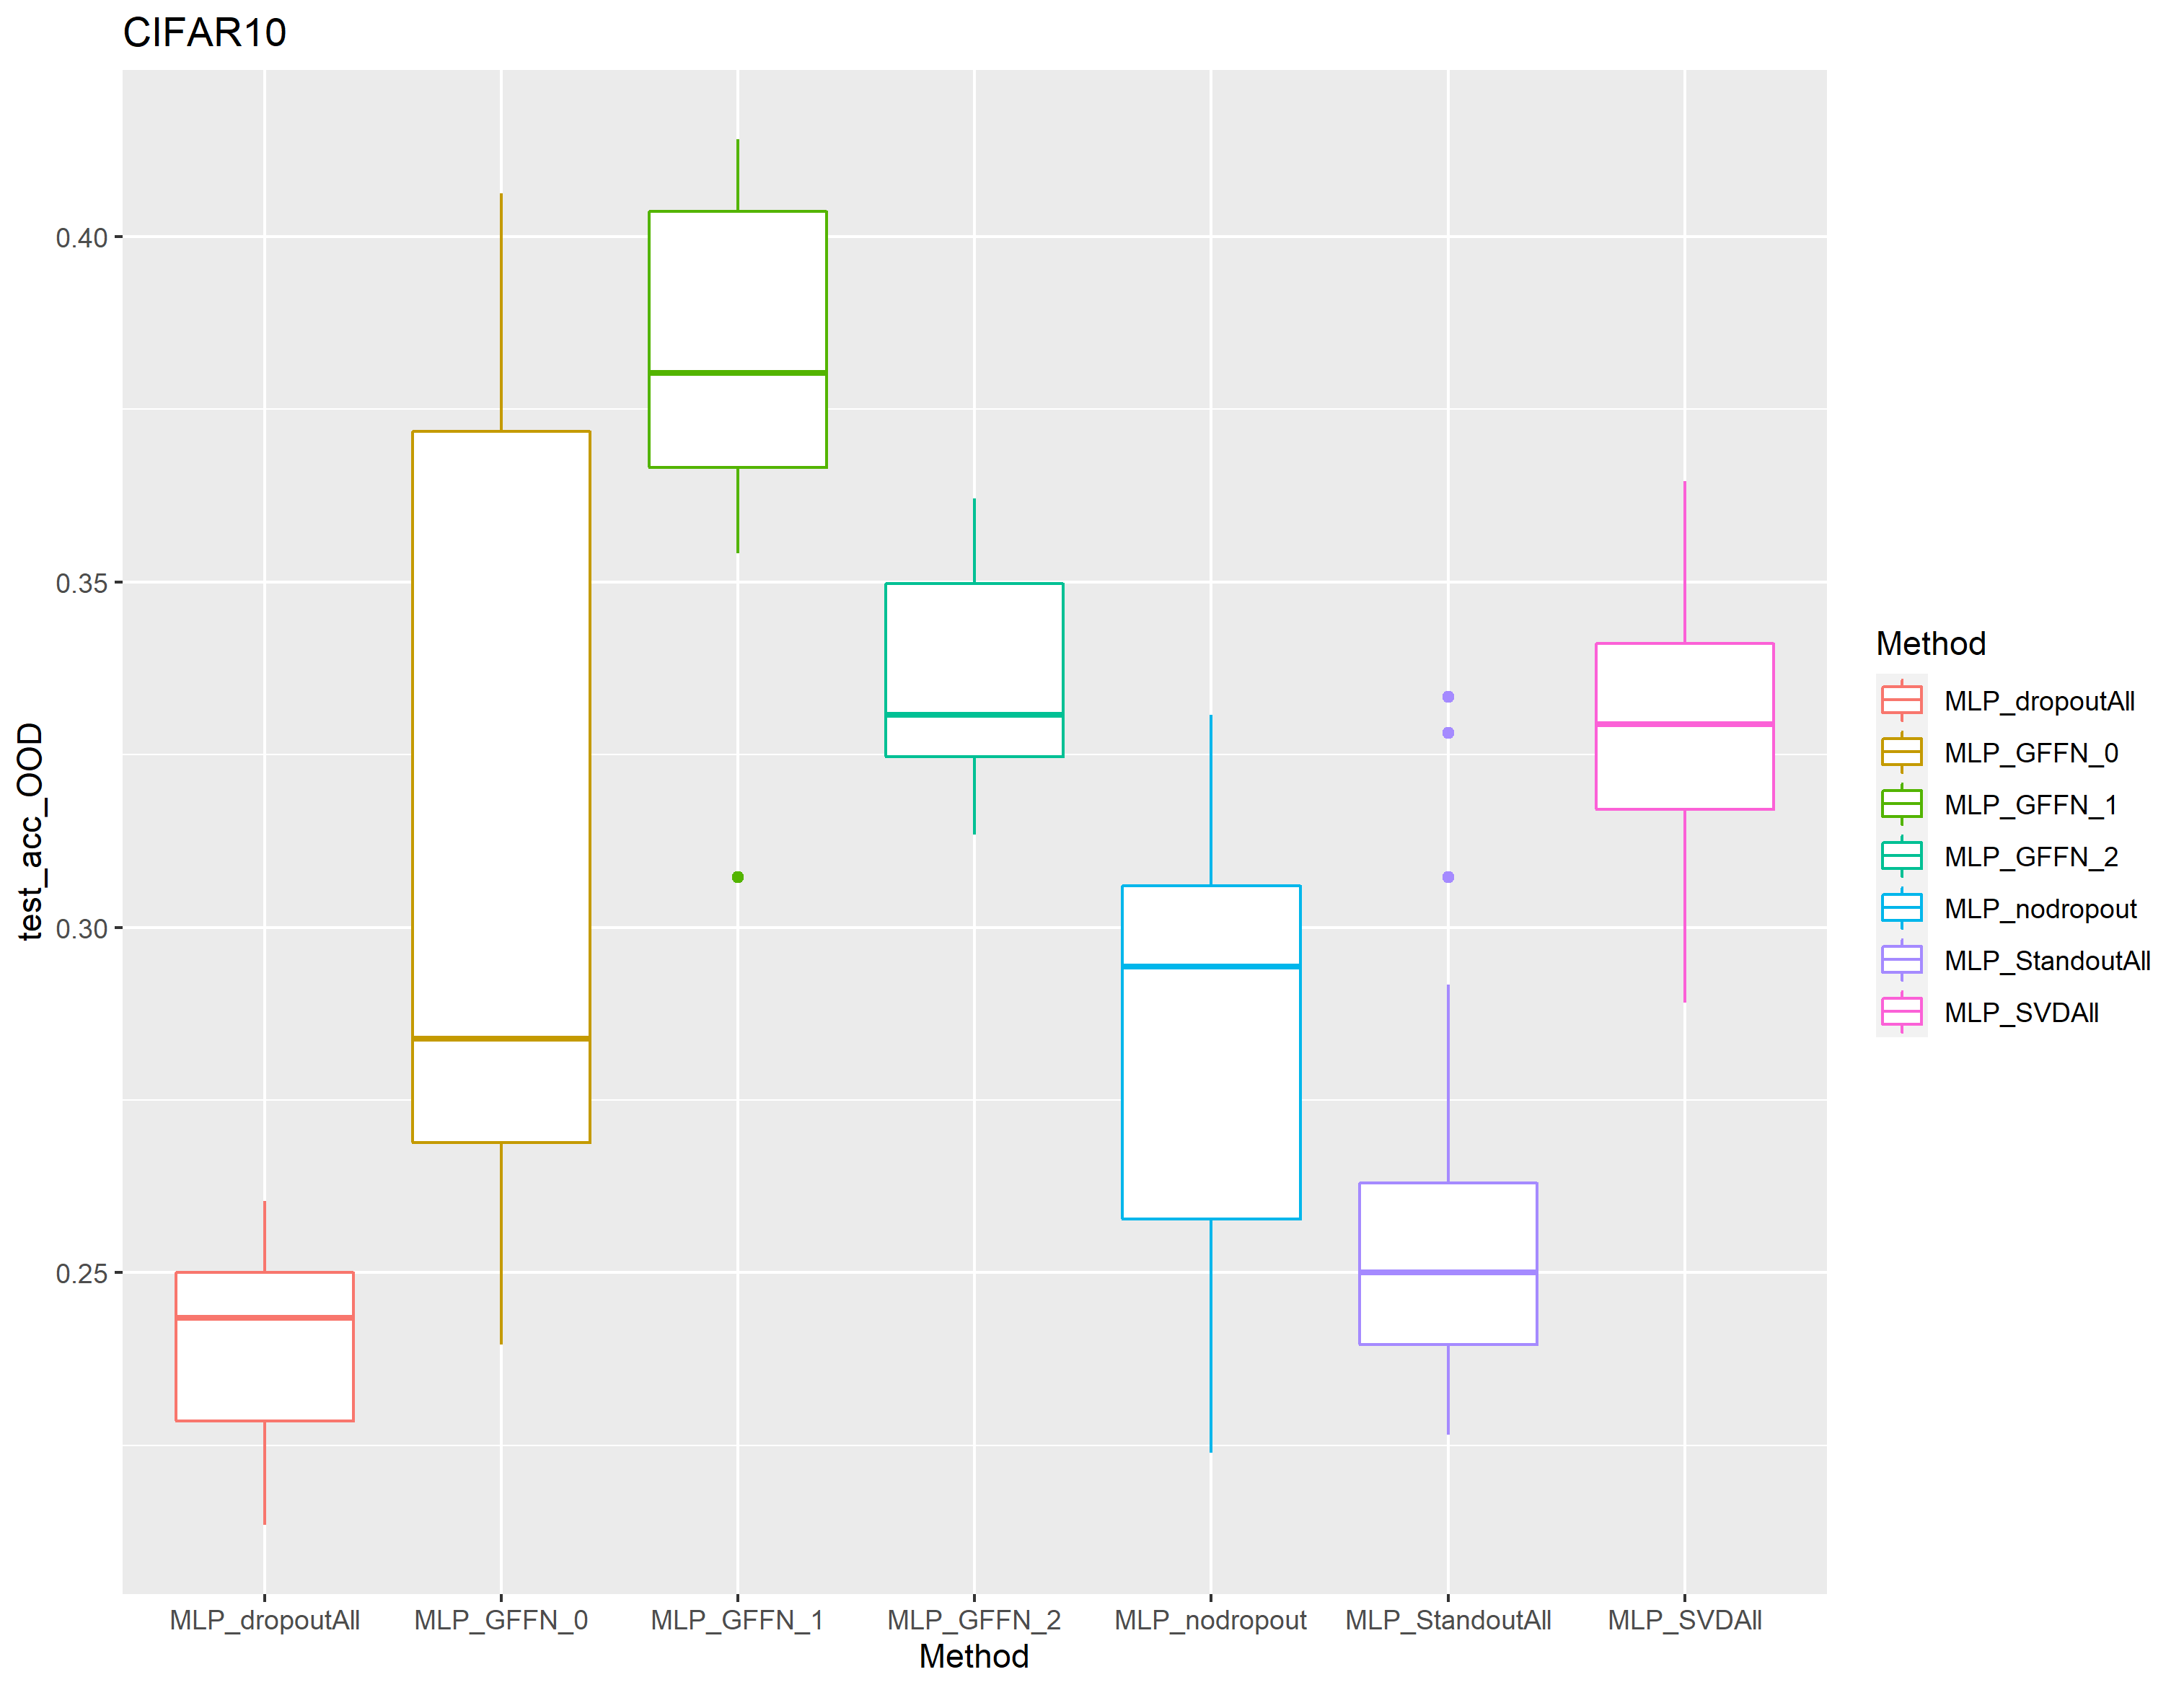 CIFAR10
test_acc_OOD
0.40
0.35
0.30
0.25
MLP_dropoutAll
MLP_GFFN_0
MLP_GFFN_1
MLP_GFFN_2
MLP_nodropout
MLP_StandoutAll
MLP_SVDAll
Method
Method
MLP_dropoutAll
MLP_GFFN_0
MLP_GFFN_1
MLP_GFFN_2
MLP_nodropout
MLP_StandoutAll
MLP_SVDAll